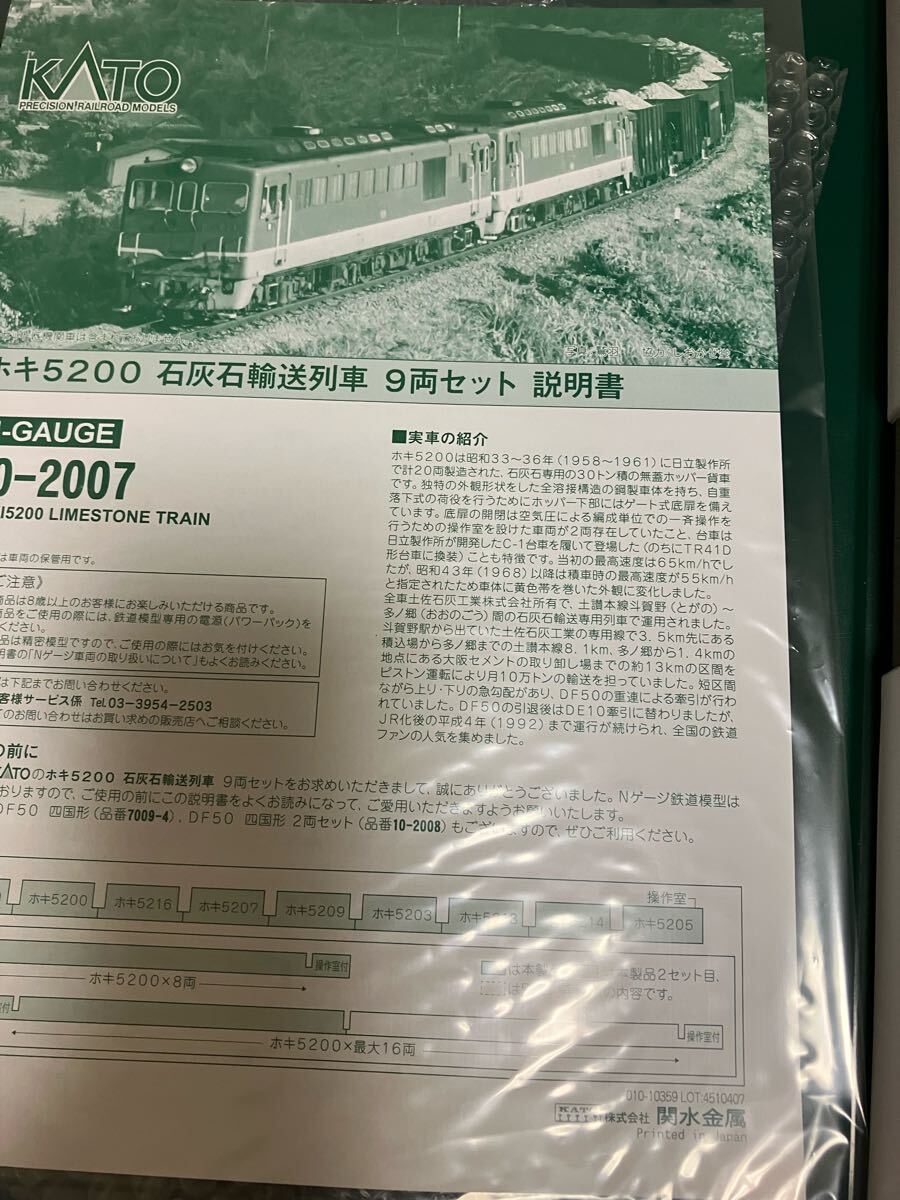 KATO
PRECISION RAILROAD MODELS
ホキ5200 石灰石輸送列車 9両セット 説明書
-GAUGE
0-2007
I5200 LIMESTONE TRAIN
は車両の保管用です。
ご注意》
商品は8歳以上のお客様にお楽しみいただける商品です。
商品をご使用の際には、鉄道模型専用の電源(パワーパック)を
ください。
品は精密模型ですので、ご使用の際にはお気を付けください。
明書の「Nゲージ車両の取り扱いについて」もよくお読みください。
は下記までお問い合わせください。
客様サービス係 Tel.03-3954-2503
てのお問い合わせはお買い求めの販売店へご相談ください。
■実車の紹介
ホキ5200は昭和33〜36年(1958〜1961)に日立製作所
で計20両製造された、石灰石専用の30トン積の無蓋ホッパー貨車
です。独特の外観形状をした全溶接構造の鋼製車体を持ち、自重
落下式の荷役を行うためにホッパー下部にはゲート式底扉を備え
ています。底扉の開閉は空気圧による編成単位での一斉操作を
行うための操作室を設けた車両が2両存在していたこと、台車は
日立製作所が開発したC-1台車を履いて登場した(のちにTR41D
形台車に換装)ことも特徴です。当初の最高速度は65km/hでし
たが、昭和43年(1968)以降は積車時の最高速度が55km/h
と指定されたため車体に黄色帯を巻いた外観に変化しました。
全車土佐石灰工業株式会社所有で、土讃本線斗賀野(とがの)〜
多ノ郷(おおのごう)間の石灰石輸送専用列車で運用されました。
斗賀野駅から出ていた土佐石灰工業の専用線で3.5km先にある
積込場から多ノ郷までの土讃本線8.1km、多ノ郷から1.4kmの
地点にある大阪セメントの取り卸し場までの約13kmの区間を
ピストン運転により月10万トンの輸送を担っていました。短区間
ながら上り・下りの急勾配があり、DF50の重連による牽引が行わ
れていました。DF50の引退後はDE10牽引に替わりましたが、
JR化後の平成4年(1992)まで運行が続けられ、全国の鉄道
ファンの人気を集めました。
の前に
KATOのホキ5200 石灰石輸送列車 9両セットをお求めいただきまして、誠にありがとうございました。Nゲージ鉄道模型は
おりますので、ご使用の前にこの説明書をよくお読みになって、ご愛用いただきますようお願いいたします。
DF50 四国形(品番7009-4)、DF50 四国形 2両セット(品番10-2008)もございますので、ぜひご利用ください。
操作室
ホキ5200 ホキ5216 ホキ5207 ホキ5209 ホキ5203 ホキ5213 ホキ5205
操作室付
ホキ5200×8両
は本製
本製品2セット目、
の内容です。
操作室付
ホキ5200×最大16両
010-10359 LOT:4510407
KATO 株式会社 関水金属
Printed in Japan